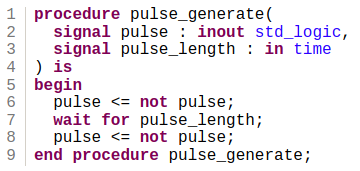 1 procedure pulse_generate(
2   signal pulse : inout std_logic,
3   signal pulse_length : in time
4 ) is
5 begin
6   pulse <= not pulse;
7   wait for pulse_length;
8   pulse <= not pulse;
9 end procedure pulse_generate;